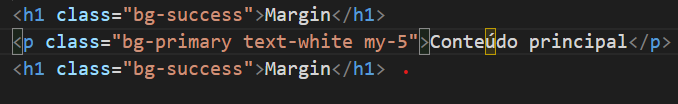 <h1 class="bg-success">Margin</h1>
<p class="bg-primary text-white my-5">Conteúdo principal</p>
<h1 class="bg-success">Margin</h1> .